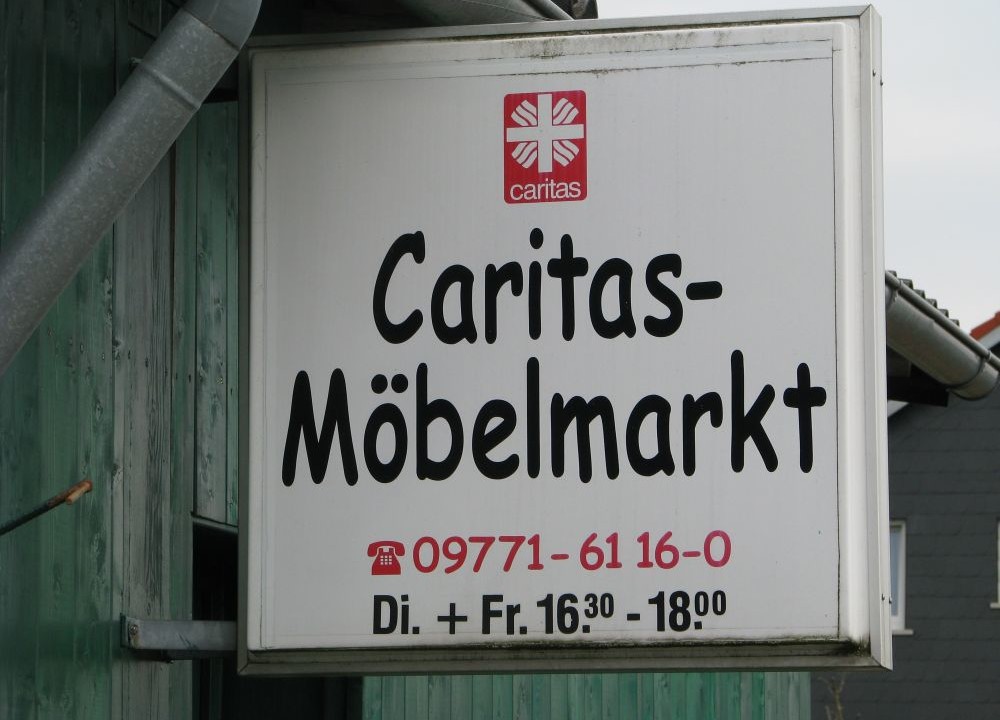 caritas
Caritas-
Möbelmarkt
☎ 09771-61 16-0
Di. + Fr. 16.30 - 18.00